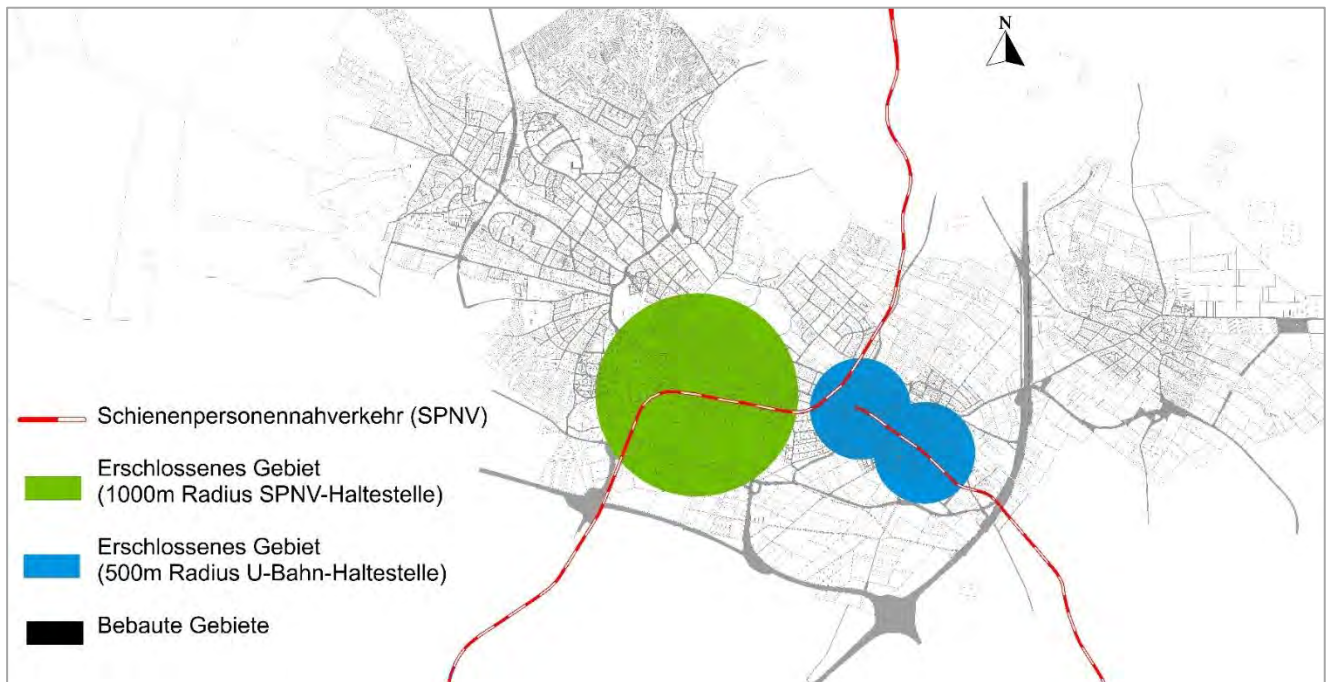 N
Schienenpersonennahverkehr (SPNV)
Erschlossenes Gebiet
(1000m Radius SPNV-Haltestelle)
Erschlossenes Gebiet
(500m Radius U-Bahn-Haltestelle)
Bebaute Gebiete